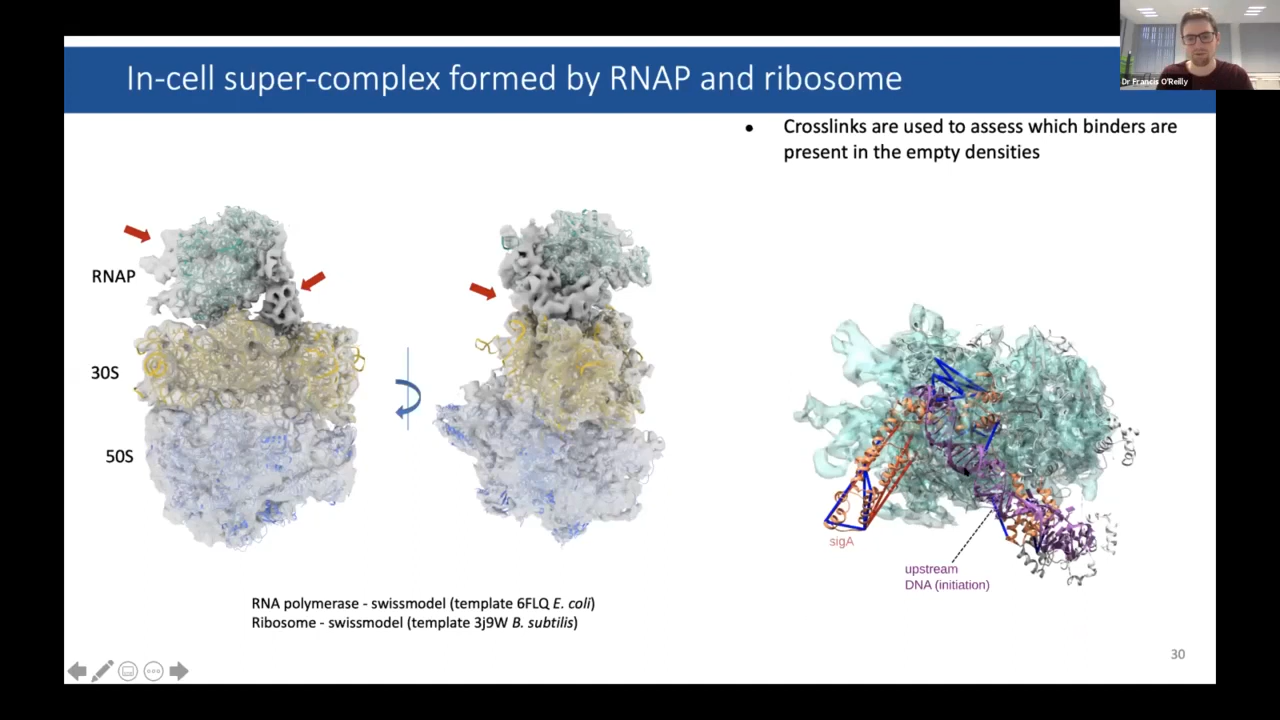 In-cell super-complex formed by RNAP and ribosome
Dr Francis O'Reilly
• Crosslinks are used to assess which binders are
present in the empty densities
RNAP
30S
50S
sigA
upstream
DNA (initiation)
RNA polymerase - swissmodel (template 6FLQ E. coli)
Ribosome - swissmodel (template 3j9W B. subtilis)
30